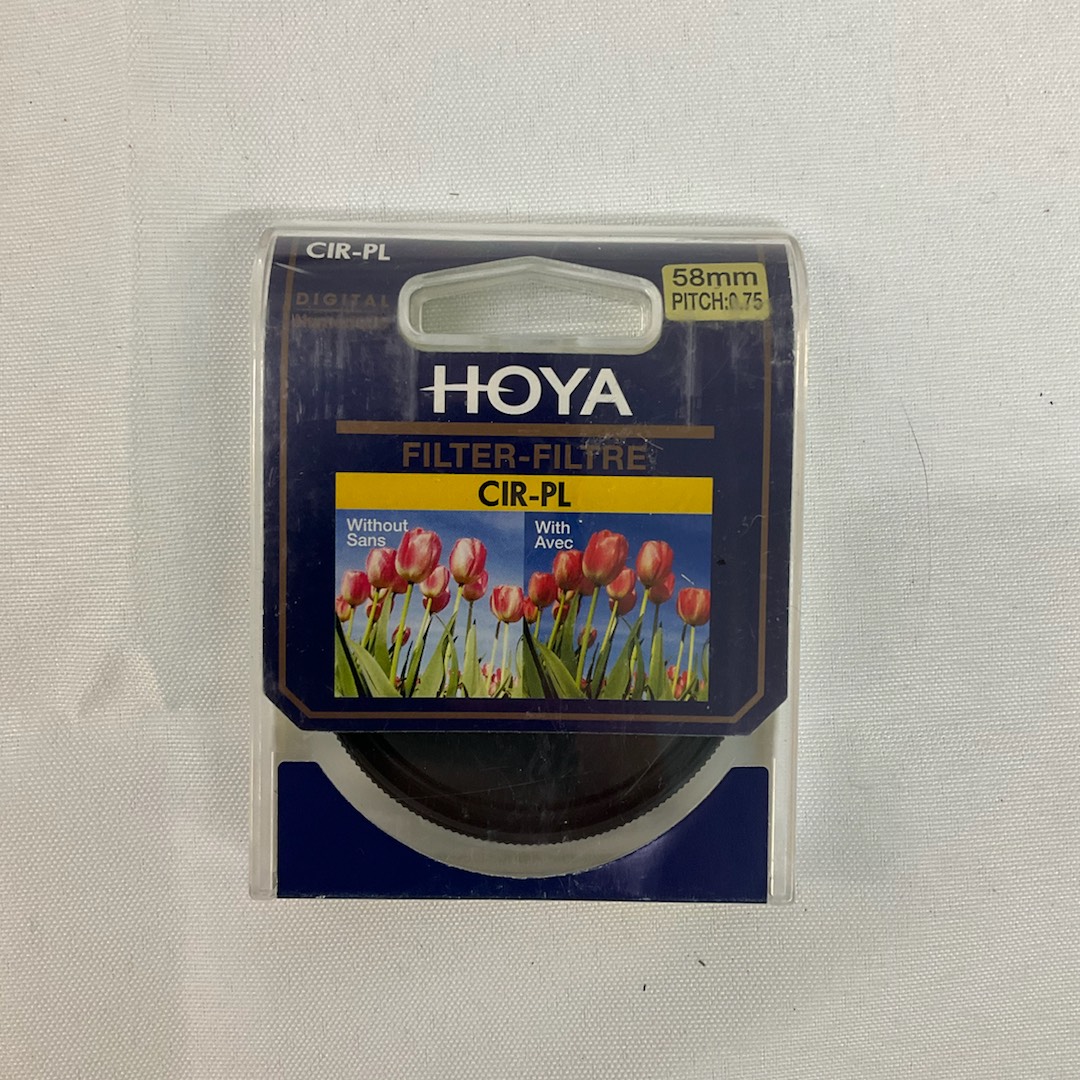 CIR-PL
58mm
PITCH:0.75
DIGITAL
HOYA
FILTER-FILTRE
CIR-PL
Without
Sans
With
Avec